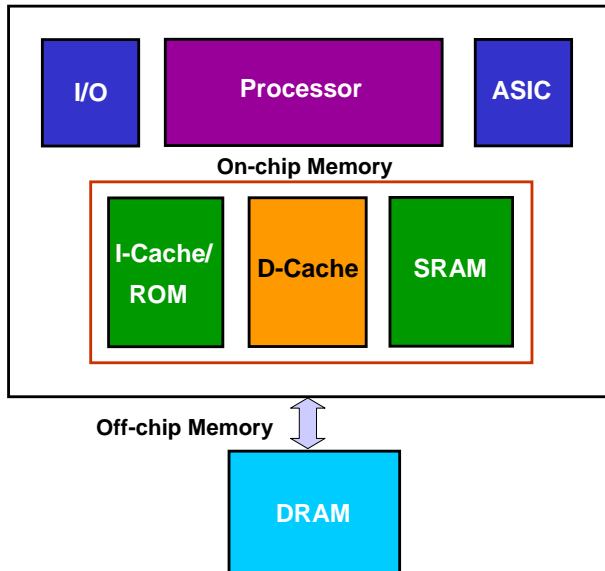 I/O
Processor
ASIC
On-chip Memory
I-Cache/
ROM
D-Cache
SRAM
Off-chip Memory
DRAM